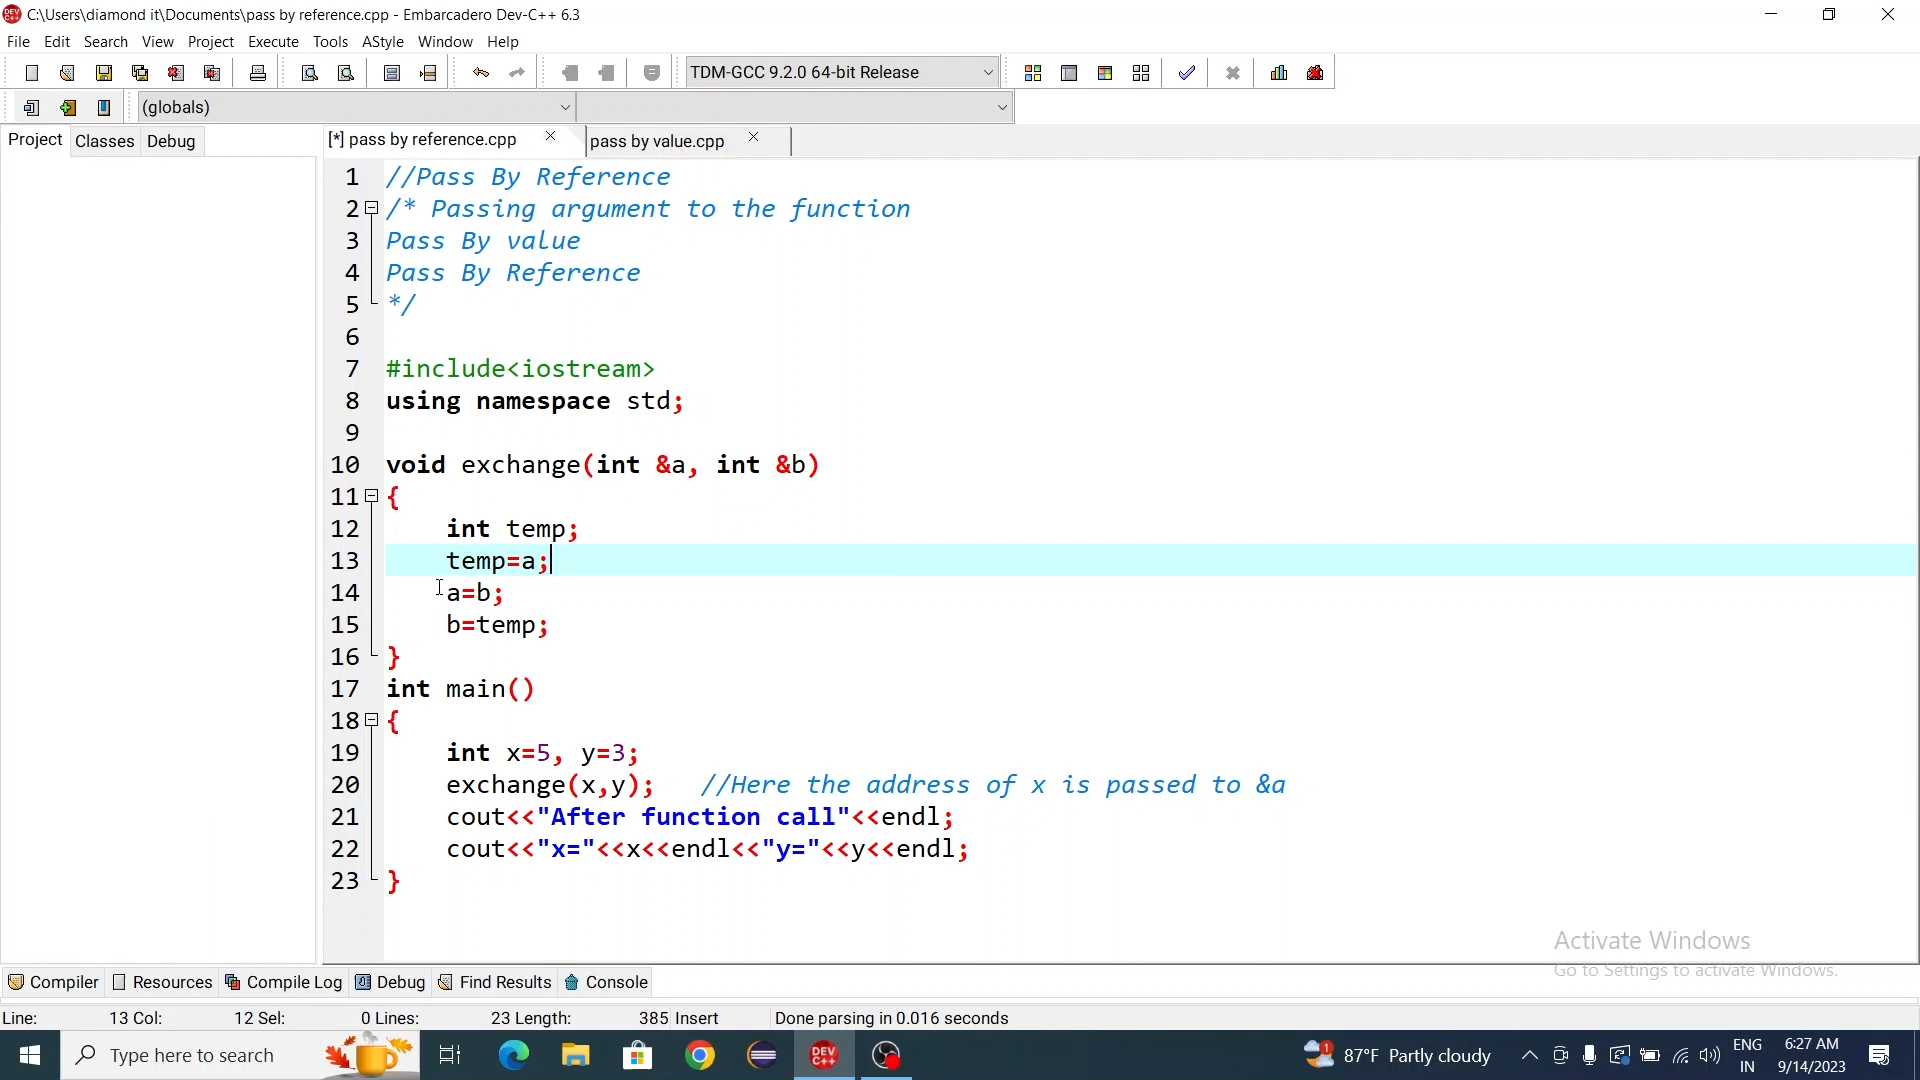 C:\Users\diamond it\Documents\pass by reference.cpp - Embarcadero Dev-C++ 6.3
File Edit Search View Project Execute Tools AStyle Window Help
TDM-GCC 9.2.0 64-bit Release
(globals)
Project Classes Debug
[*] pass by reference.cpp pass by value.cpp
1 //Pass By Reference
2 /* Passing argument to the function
3 Pass By value
4 Pass By Reference
5 */
6
7 #include<iostream>
8 using namespace std;
9
10 void exchange(int &a, int &b)
11 {
12 int temp;
13 temp=a;
14 a=b;
15 b=temp;
16 }
17 int main()
18 {
19 int x=5, y=3;
20 exchange(x,y); //Here the address of x is passed to &a
21 cout<<"After function call"<<endl;
22 cout<<"x="<<x<<endl<<"y="<<y<<endl;
23 }
Activate Windows
Go to Settings to activate Windows.
Compiler Resources Compile Log Debug Find Results Console
Line: 13 Col: 12 Sel: 0 Lines: 23 Length: 385 Insert Done parsing in 0.016 seconds
Type here to search
DEV C++
1
87°F Partly cloudy
ENG
IN
6:27 AM
9/14/2023